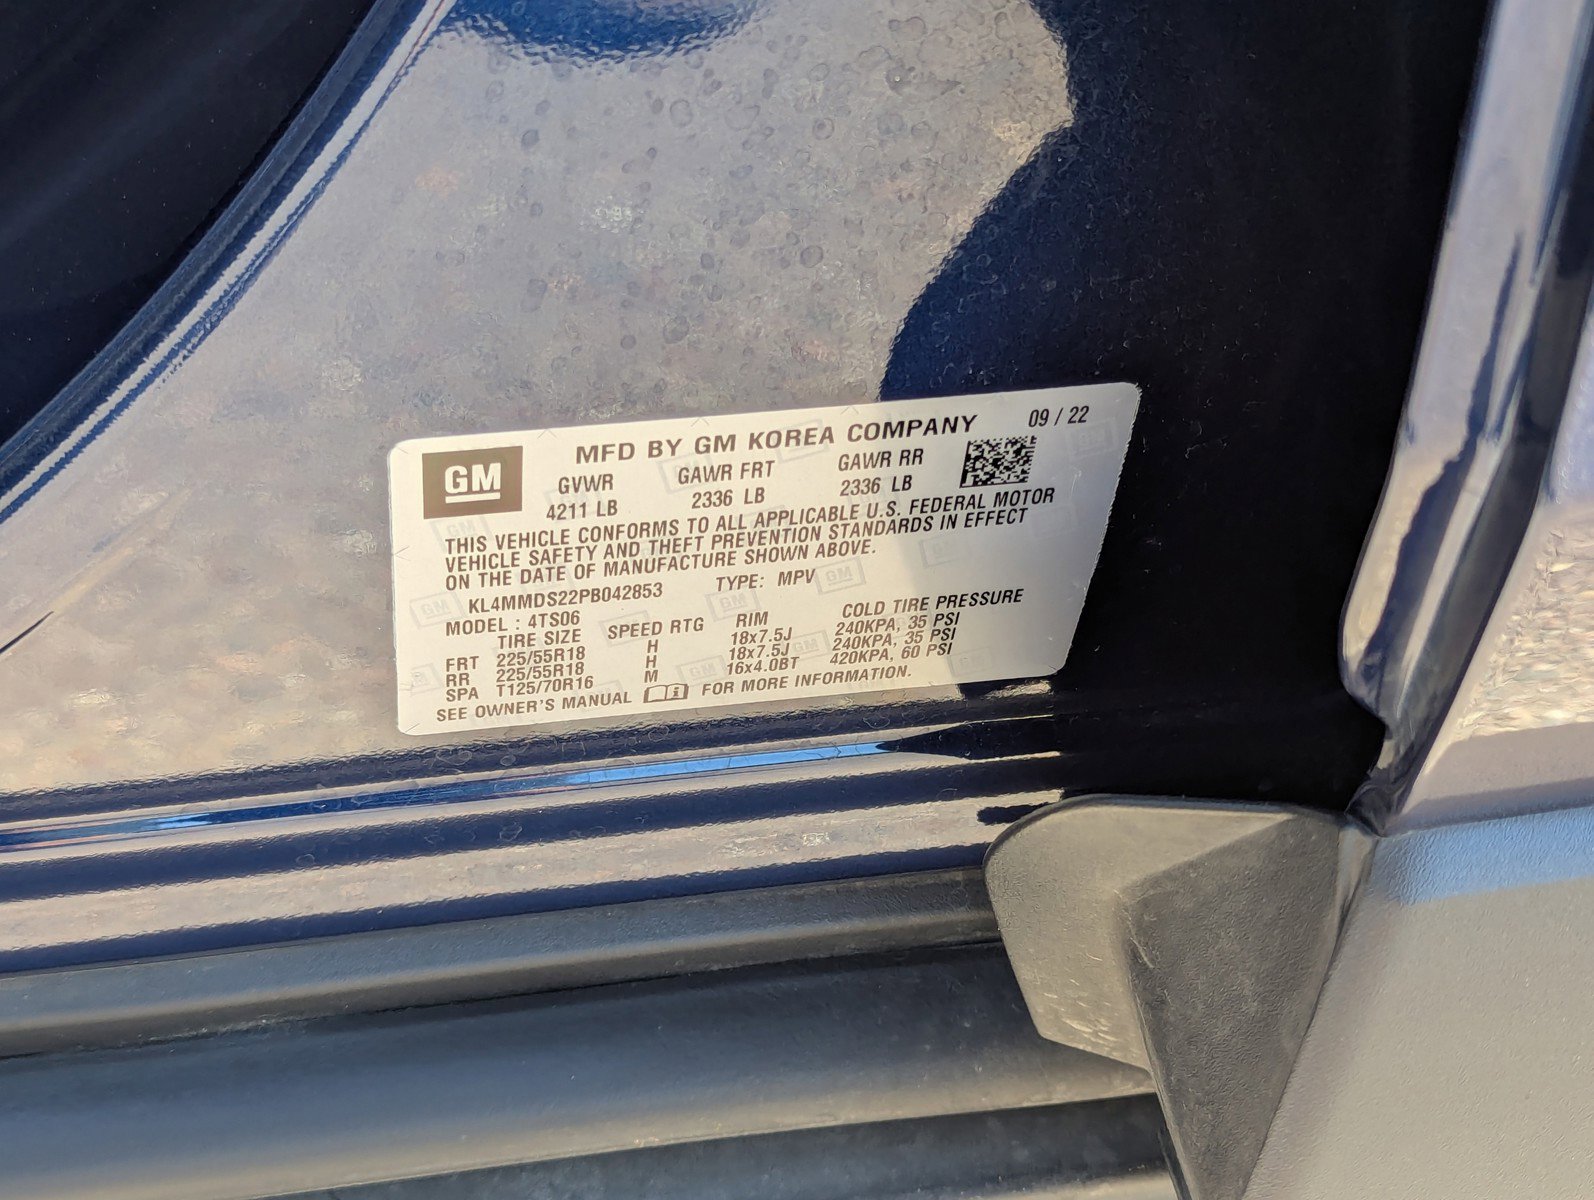 MFD BY GM KOREA COMPANY 09 / 22
GM
GVWR GAWR FRT GAWR RR
4211 LB 2336 LB 2336 LB
THIS VEHICLE CONFORMS TO ALL APPLICABLE U.S. FEDERAL MOTOR
VEHICLE SAFETY AND THEFT PREVENTION STANDARDS IN EFFECT
ON THE DATE OF MANUFACTURE SHOWN ABOVE.
KL4MMDS22PB042853 TYPE: MPV
MODEL : 4TS06
TIRE SIZE SPEED RTG RIM COLD TIRE PRESSURE
FRT 225/55R18 H 18x7.5J 240KPA, 35 PSI
RR 225/55R18 H 18x7.5J 240KPA, 35 PSI
SPA T125/70R16 M 16x4.0BT 420KPA, 60 PSI
SEE OWNER'S MANUAL FOR MORE INFORMATION.